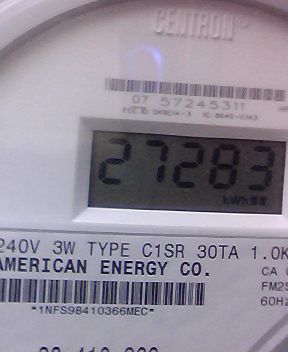 CENTRON®
07 57245311
27283
kWh
240V 3W TYPE C1SR 30TA 1.0K
AMERICAN ENERGY CO.
CA
FM2S
60Hz
*1NFS98410366MEC*